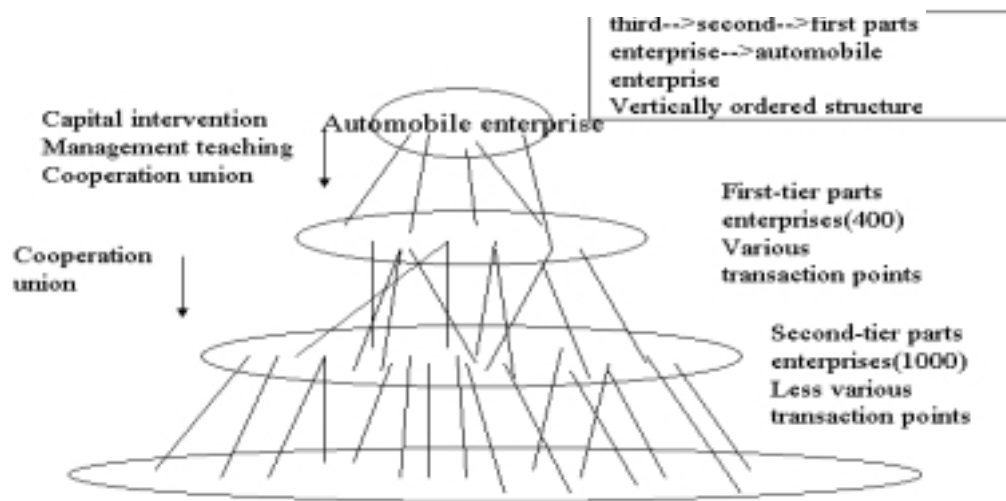 third-->second-->first parts
enterprise-->automobile
enterprise
Vertically ordered structure
Capital intervention
Management teaching
Cooperation union
Automobile enterprise
First-tier parts
enterprises(400)
Various
transaction points
Cooperation
union
Second-tier parts
enterprises(1000)
Less various
transaction points